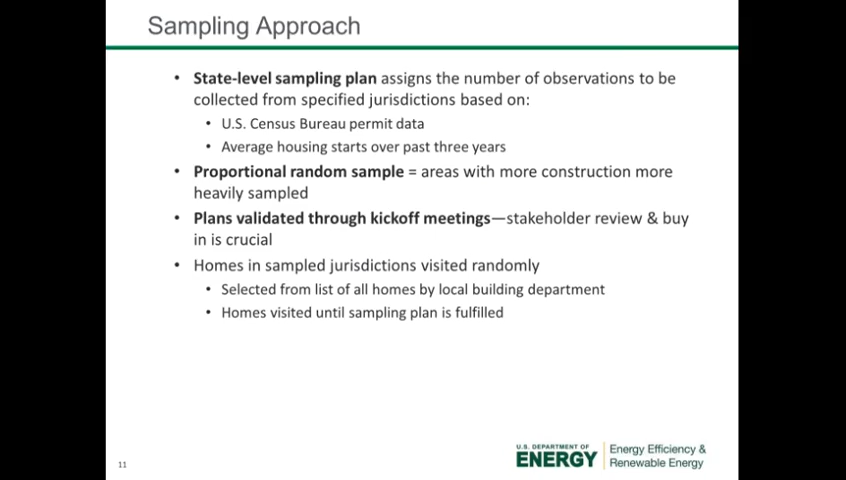 Sampling Approach
• State-level sampling plan assigns the number of observations to be
collected from specified jurisdictions based on:
• U.S. Census Bureau permit data
• Average housing starts over past three years
• Proportional random sample = areas with more construction more
heavily sampled
• Plans validated through kickoff meetings—stakeholder review & buy
in is crucial
• Homes in sampled jurisdictions visited randomly
• Selected from list of all homes by local building department
• Homes visited until sampling plan is fulfilled
11
U.S. DEPARTMENT OF
ENERGY
Energy Efficiency &
Renewable Energy